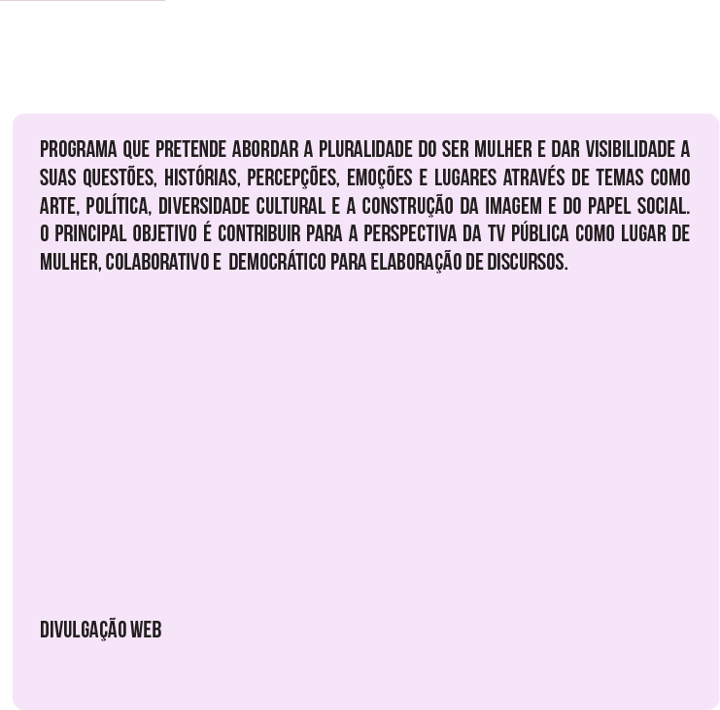 PROGRAMA QUE PRETENDE ABORDAR A PLURALIDADE DO SER MULHER E DAR VISIBILIDADE A
SUAS QUESTÕES, HISTÓRIAS, PERCEPÇÕES, EMOÇÕES E LUGARES ATRAVÉS DE TEMAS COMO
ARTE, POLÍTICA, DIVERSIDADE CULTURAL E A CONSTRUÇÃO DA IMAGEM E DO PAPEL SOCIAL.
O PRINCIPAL OBJETIVO É CONTRIBUIR PARA A PERSPECTIVA DA TV PÚBLICA COMO LUGAR DE
MULHER, COLABORATIVO E DEMOCRÁTICO PARA ELABORAÇÃO DE DISCURSOS.
DIVULGAÇÃO WEB